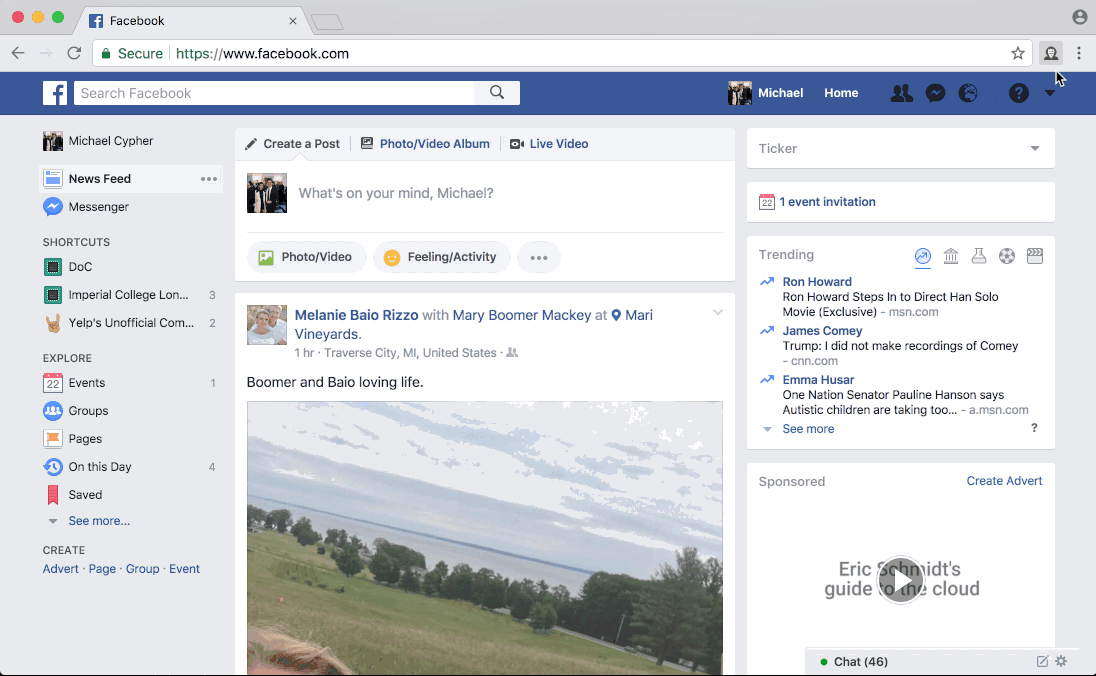 Facebook
Secure
https://www.facebook.com
Search Facebook
Michael
Home
?
Michael Cypher
News Feed
Messenger
SHORTCUTS
DoC
Imperial College Lon... 3
Yelp's Unofficial Com... 2
EXPLORE
22 Events 1
Groups
Pages
On this Day 4
Saved
See more...
CREATE
Advert · Page · Group · Event
Create a Post
Photo/Video Album
Live Video
What's on your mind, Michael?
Photo/Video
Feeling/Activity
Melanie Baio Rizzo with Mary Boomer Mackey at Mari
Vineyards.
1 hr · Traverse City, MI, United States ·
Boomer and Baio loving life.
Ticker
22 1 event invitation
Trending
Ron Howard
Ron Howard Steps In to Direct Han Solo
Movie (Exclusive) - msn.com
James Comey
Trump: I did not make recordings of Comey
- cnn.com
Emma Husar
One Nation Senator Pauline Hanson says
Autistic children are taking too... - a.msn.com
See more
?
Sponsored
Create Advert
Eric Schmidt's
guide to the cloud
Chat (46)